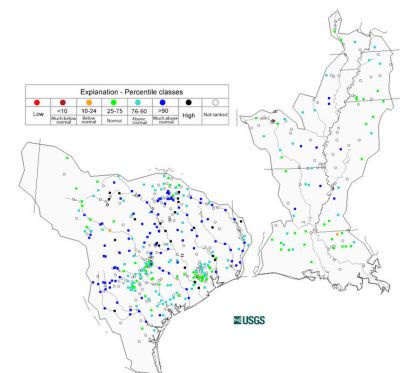 Explanation - Percentile classes
Low
<10
10-24
25-75
76-90
>90
High
Not-ranked
Much below normal
Below normal
Normal
Above normal
Much above normal
USGS